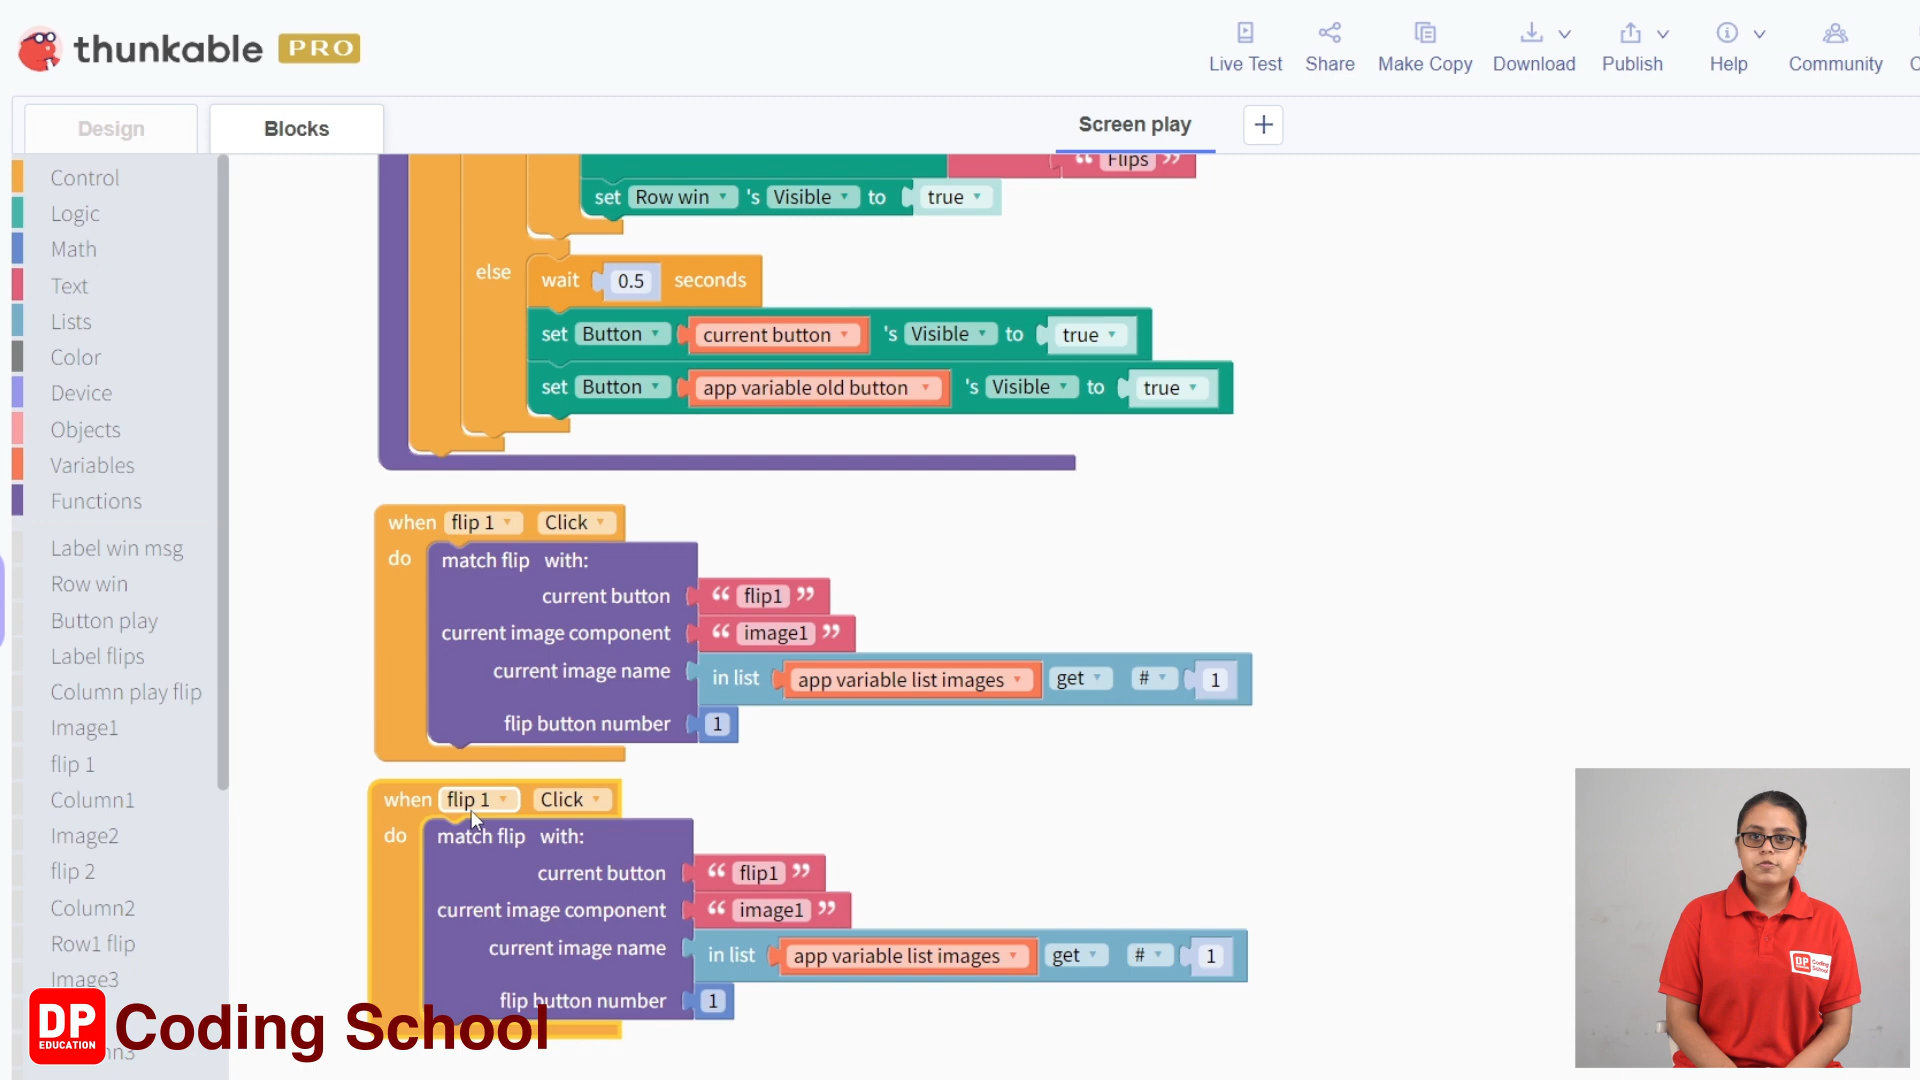 thunkable PRO
Live Test
Share
Make Copy
Download
Publish
Help
Community
Design
Blocks
Screen play
+
Control
Logic
Math
Text
Lists
Color
Device
Objects
Variables
Functions
Label win msg
Row win
Button play
Label flips
Column play flip
Image1
flip 1
Column1
Image2
flip 2
Column2
Row1 flip
Image3
“ Flips ”
set Row win 's Visible to true
else
wait 0.5 seconds
set Button current button 's Visible to true
set Button app variable old button 's Visible to true
when flip 1 Click
do match flip with:
current button “ flip1 ”
current image component “ image1 ”
current image name in list app variable list images get # 1
flip button number 1
when flip 1 Click
do match flip with:
current button “ flip1 ”
current image component “ image1 ”
current image name in list app variable list images get # 1
flip button number 1
DP EDUCATION Coding School
DP Coding School